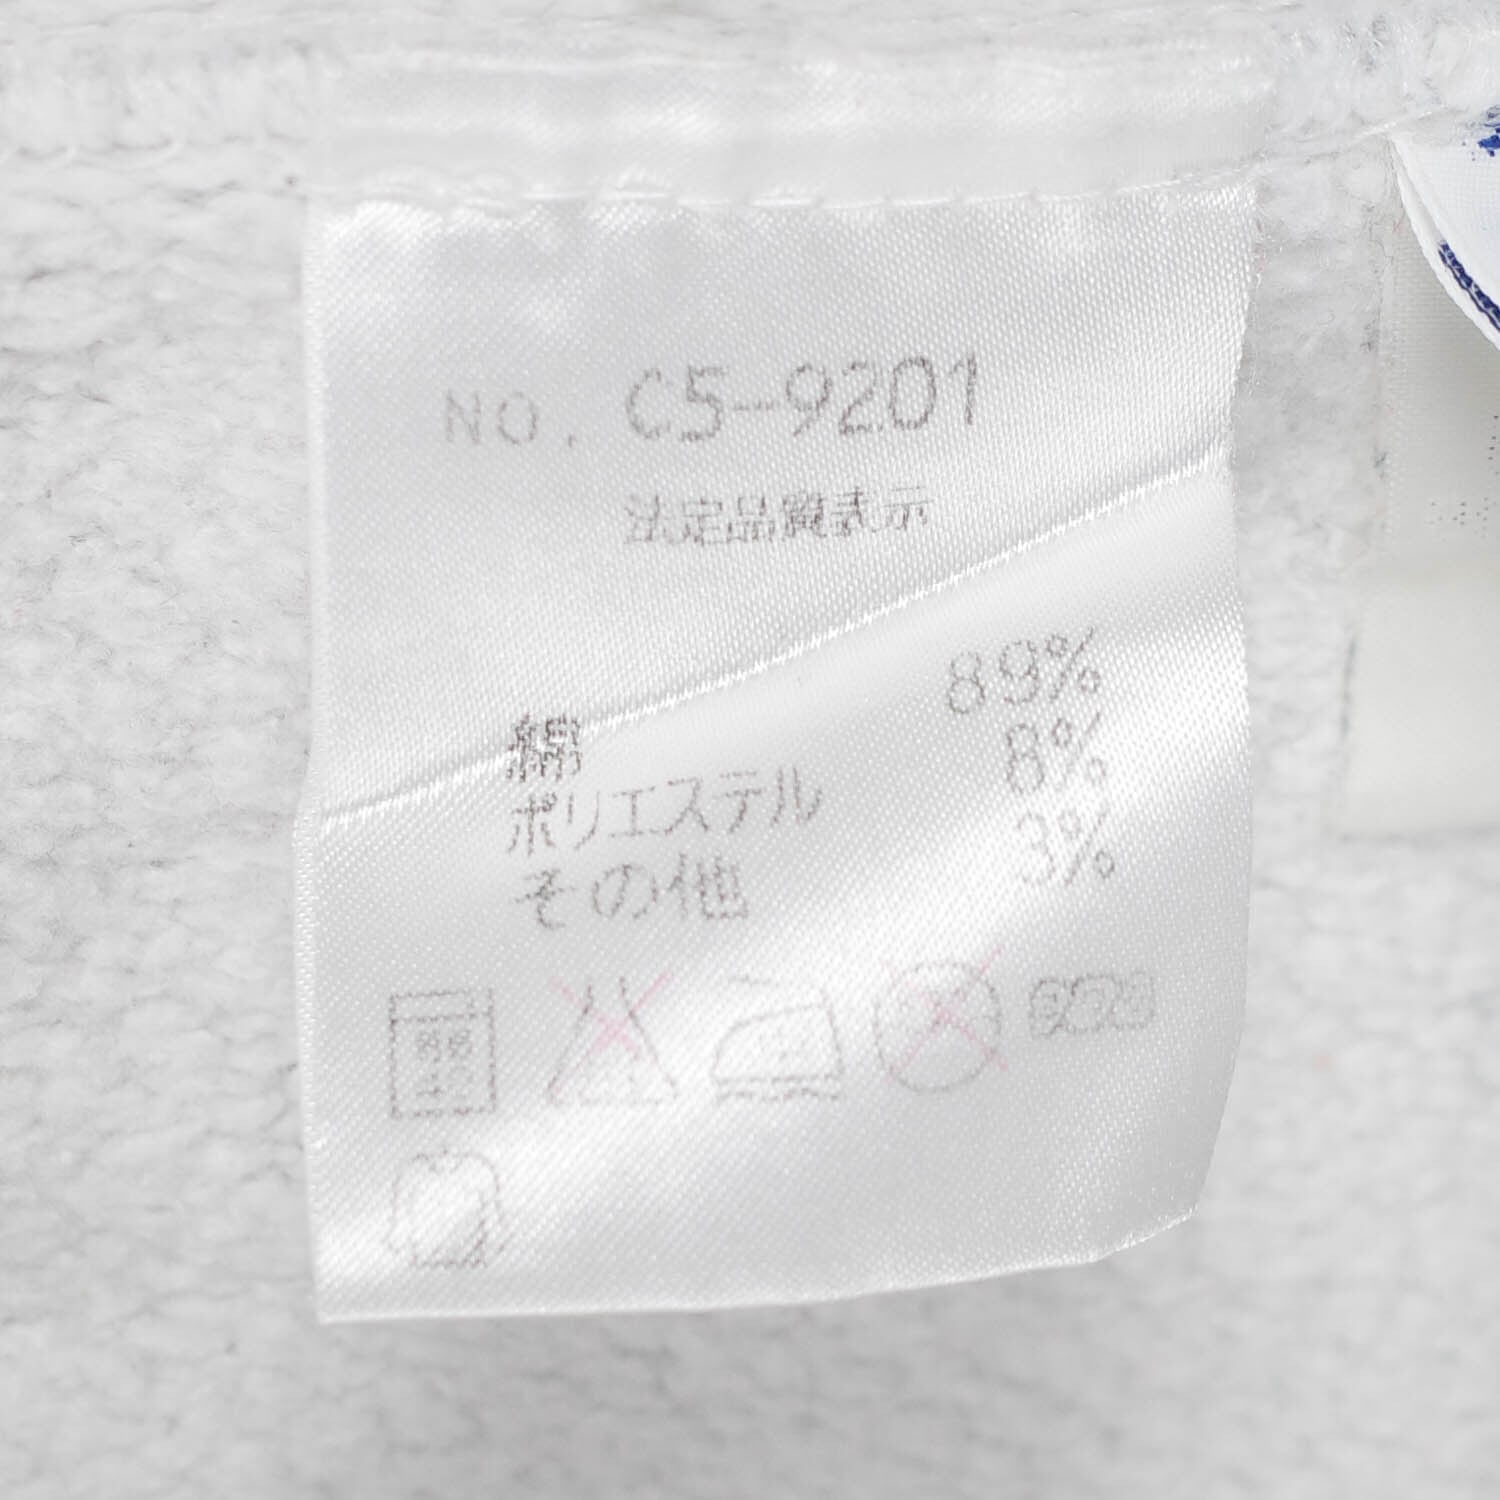 NO. C5-9201
法定品質表示
綿 89%
ポリエステル 8%
その他 3%